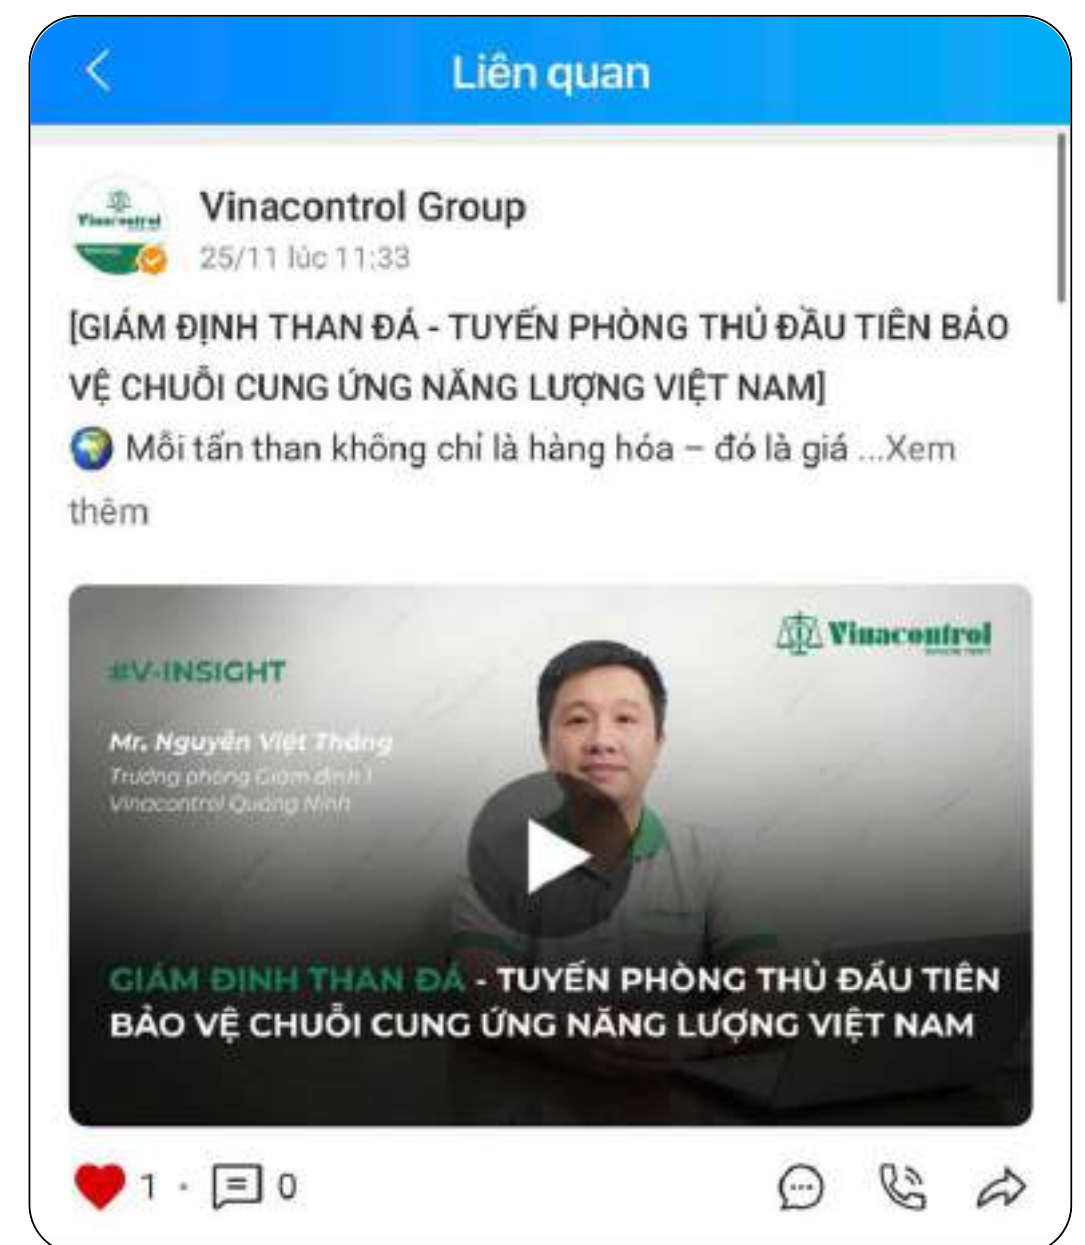 Liên quan
Vinacontrol
Vinacontrol Group
25/11 lúc 11:33
[GIÁM ĐỊNH THAN ĐÁ - TUYẾN PHÒNG THỦ ĐẦU TIÊN BẢO
VỆ CHUỖI CUNG ỨNG NĂNG LƯỢNG VIỆT NAM]
Mỗi tấn than không chỉ là hàng hóa – đó là giá ...Xem
thêm
Vinacontrol
#V-INSIGHT
Mr. Nguyễn Việt Thắng
Trưởng phòng Giám định 1
Vinacontrol Quảng Ninh
GIÁM ĐỊNH THAN ĐÁ - TUYẾN PHÒNG THỦ ĐẦU TIÊN
BẢO VỆ CHUỖI CUNG ỨNG NĂNG LƯỢNG VIỆT NAM
1 · 0